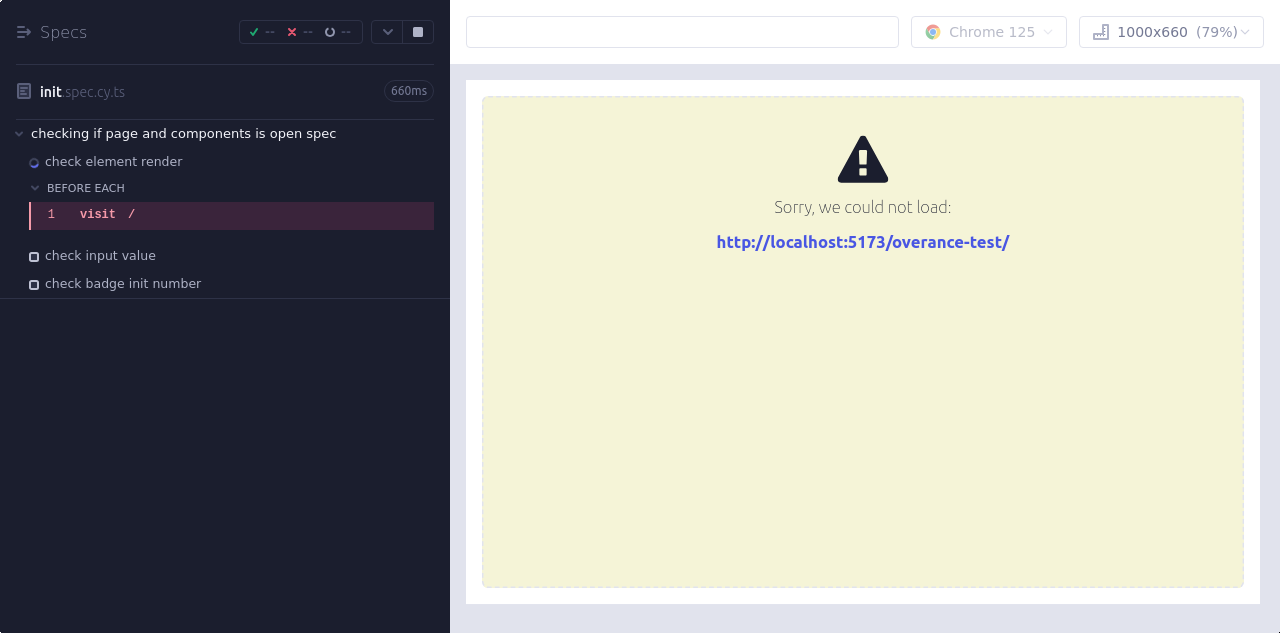 Specs
--
--
--
init.spec.cy.ts
660ms
checking if page and components is open spec
check element render
BEFORE EACH
1 visit /
check input value
check badge init number
Chrome 125
1000x660 (79%)
Sorry, we could not load:
http://localhost:5173/overance-test/